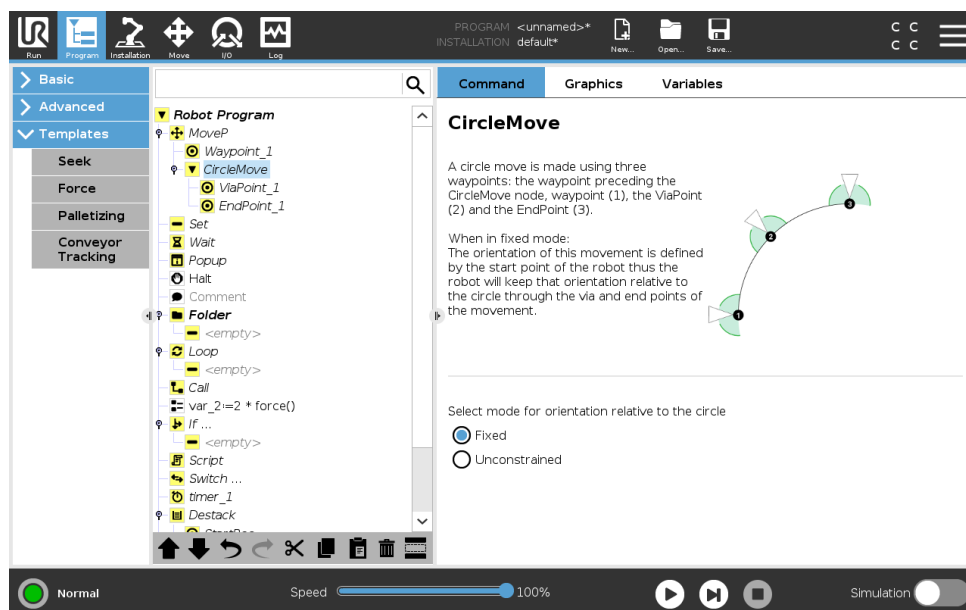 PROGRAM <unnamed>*
INSTALLATION default*
UR
Run
Program
Installation
Move
I/O
Log
New...
Open...
Save...
C C
C C
Basic
Advanced
Templates
Seek
Force
Palletizing
Conveyor
Tracking
Robot Program
MoveP
Waypoint_1
CircleMove
ViaPoint_1
EndPoint_1
Set
Wait
Popup
Halt
Comment
Folder
<empty>
Loop
<empty>
Call
var_2:=2 * force()
If ...
<empty>
Script
Switch ...
timer_1
Destack
Command
Graphics
Variables
CircleMove
A circle move is made using three
waypoints: the waypoint preceding the
CircleMove node, waypoint (1), the ViaPoint
(2) and the EndPoint (3).
When in fixed mode:
The orientation of this movement is defined
by the start point of the robot thus the
robot will keep that orientation relative to
the circle through the via and end points of
the movement.
1
2
3
Select mode for orientation relative to the circle
Fixed
Unconstrained
Normal
Speed
100%
Simulation